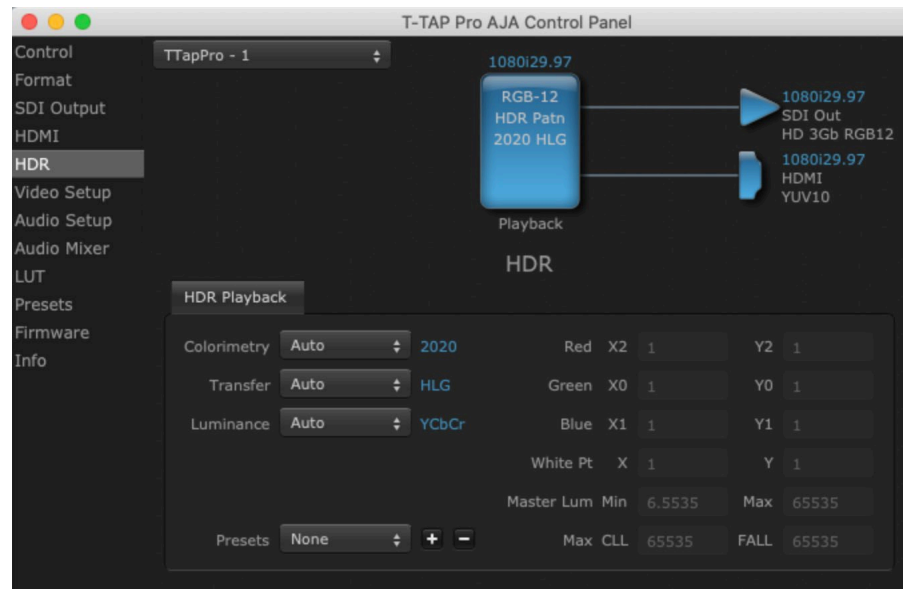 T-TAP Pro AJA Control Panel
Control
Format
SDI Output
HDMI
HDR
Video Setup
Audio Setup
Audio Mixer
LUT
Presets
Firmware
Info
TTapPro - 1
1080i29.97
RGB-12
HDR Patn
2020 HLG
Playback
1080i29.97
SDI Out
HD 3Gb RGB12
1080i29.97
HDMI
YUV10
HDR
HDR Playback
Colorimetry Auto 2020 Red X2 1 Y2 1
Transfer Auto HLG Green X0 1 Y0 1
Luminance Auto YCbCr Blue X1 1 Y1 1
White Pt X 1 Y 1
Master Lum Min 6.5535 Max 65535
Presets None + - Max CLL 65535 FALL 65535